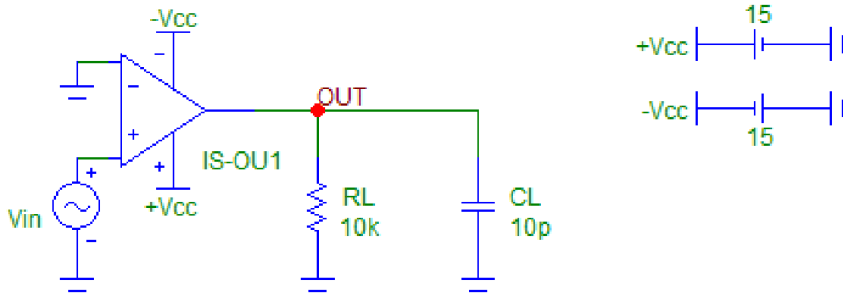 -Vcc
-
-
+
+
OUT
IS-OU1
+Vcc
+
Vin
-
RL
10k
CL
10p
15
+Vcc
-Vcc
15